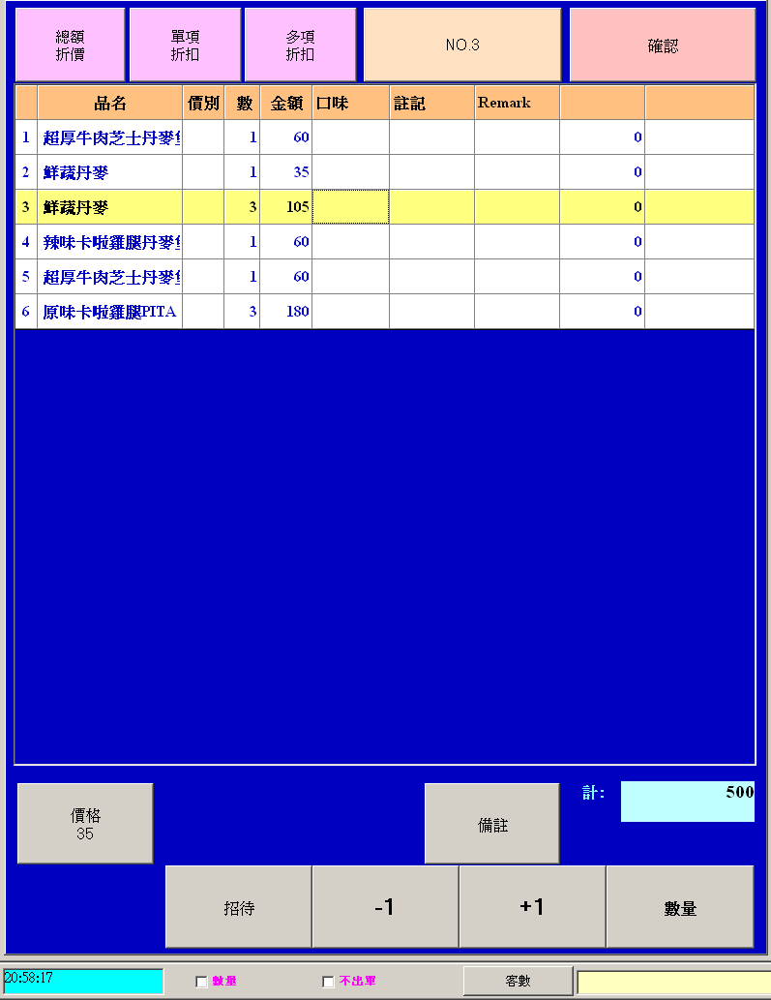 總額 單項 多項 NO.3 確認
折價 折扣 折扣
品名 價別 數 金額 口味 註記 Remark
1 超厚牛肉芝士丹麥 1 60 0
2 鮮蔬丹麥 1 35 0
3 鮮蔬丹麥 3 105 0
4 辣味卡啦雞腿丹麥 1 60 0
5 超厚牛肉芝士丹麥 1 60 0
6 原味卡啦雞腿PITA 3 180 0
計: 500
價格
35
備註
招待 -1 +1 數量
20:58:17 數量 不出單 客數